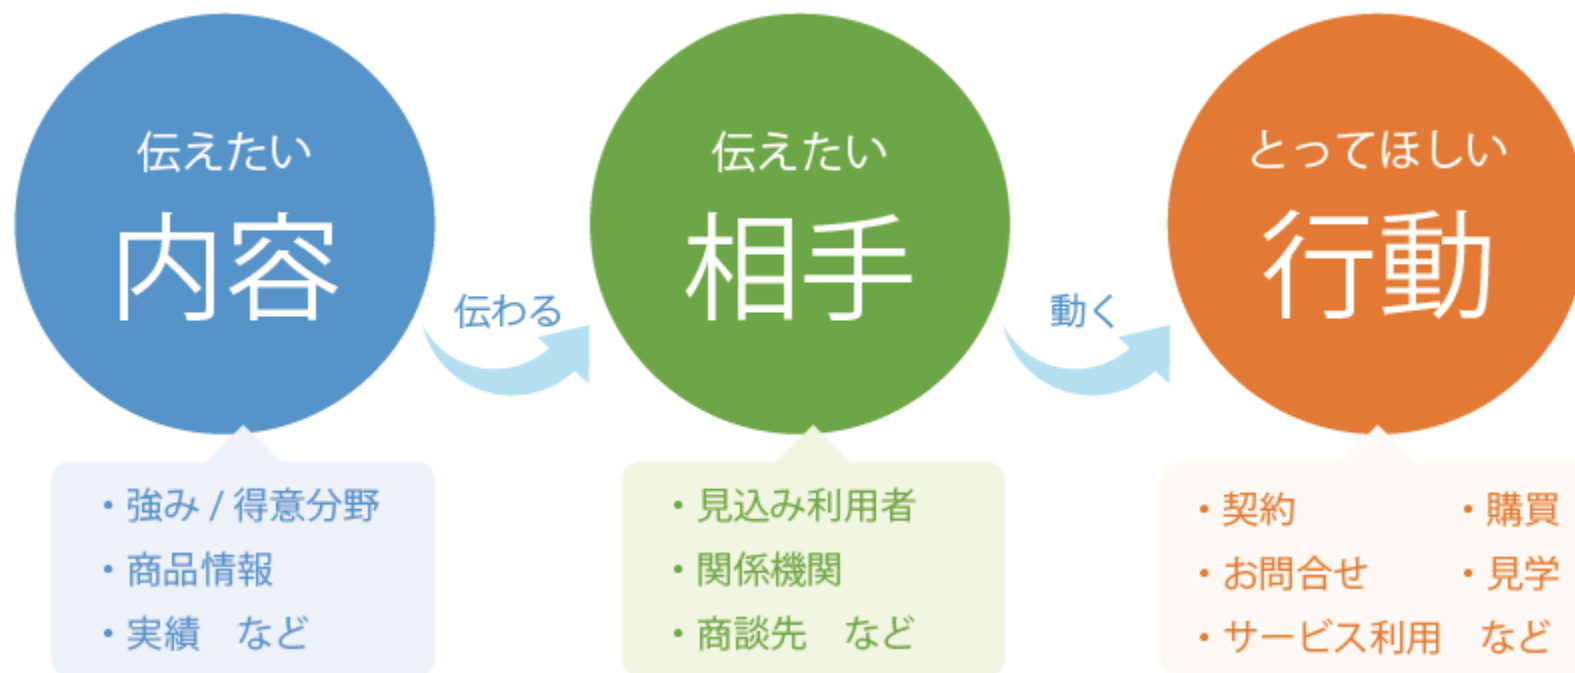 伝えたい
内容
伝わる
伝えたい
相手
動く
とってほしい
行動
・強み / 得意分野
・商品情報
・実績　など
・見込み利用者
・関係機関
・商談先　など
・契約　・購買
・お問合せ　・見学
・サービス利用　など